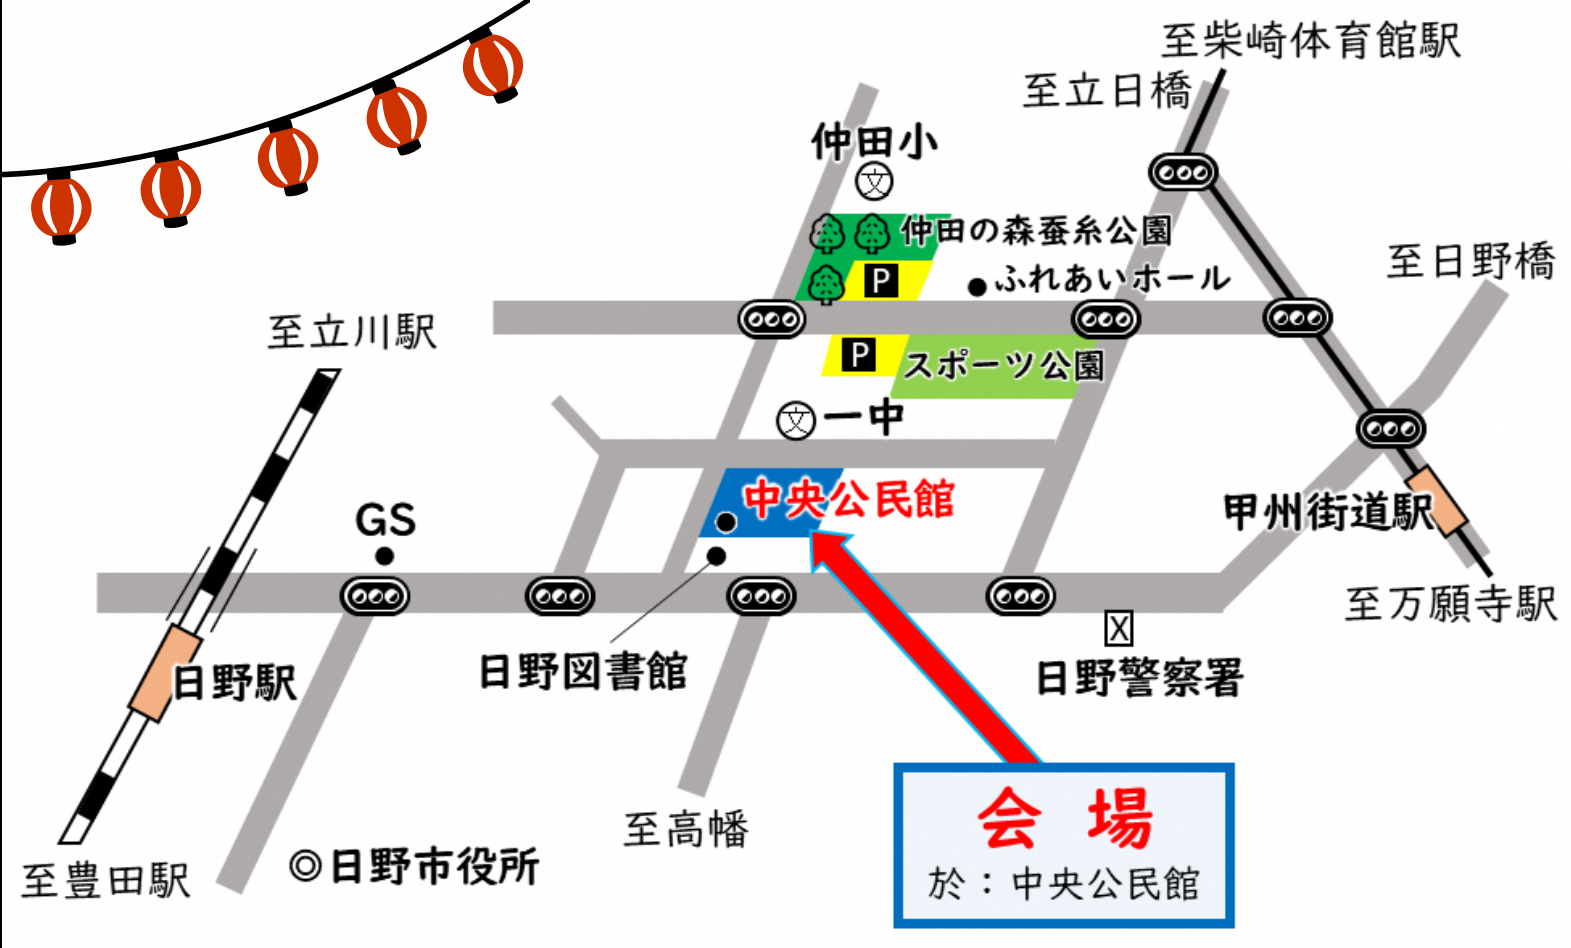 至柴崎体育館駅
至立日橋
仲田小
文
仲田の森蚕糸公園
至日野橋
P
ふれあいホール
至立川駅
P
スポーツ公園
文
一中
中央公民館
GS
甲州街道駅
至万願寺駅
X
日野図書館
日野警察署
日野駅
会 場
於：中央公民館
至高幡
◎日野市役所
至豊田駅